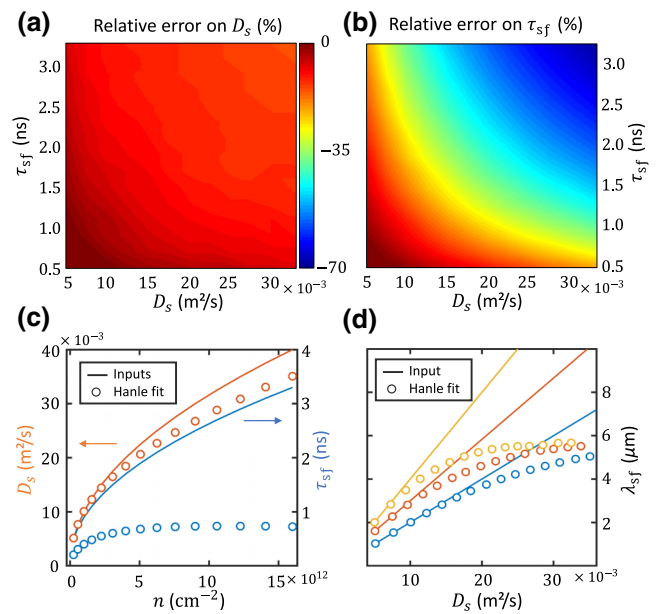 (a) Relative error on D_s (%)
(b) Relative error on τ_sf (%)
τ_sf (ns)
3.0
2.5
2.0
1.5
1.0
0.5
5 10 15 20 25 30 × 10⁻³
D_s (m²/s)
0
−35
−70
5 10 15 20 25 30 × 10⁻³
D_s (m²/s)
3.0
2.5
2.0
1.5
1.0
0.5
τ_sf (ns)
(c)
× 10⁻³
40
30
20
10
0
D_s (m²/s)
Inputs
Hanle fit
4
3
2
1
0
τ_sf (ns)
0 5 10 15 × 10¹²
n (cm⁻²)
(d)
Input
Hanle fit
8
6
4
2
λ_sf (μm)
10 20 30 × 10⁻³
D_s (m²/s)